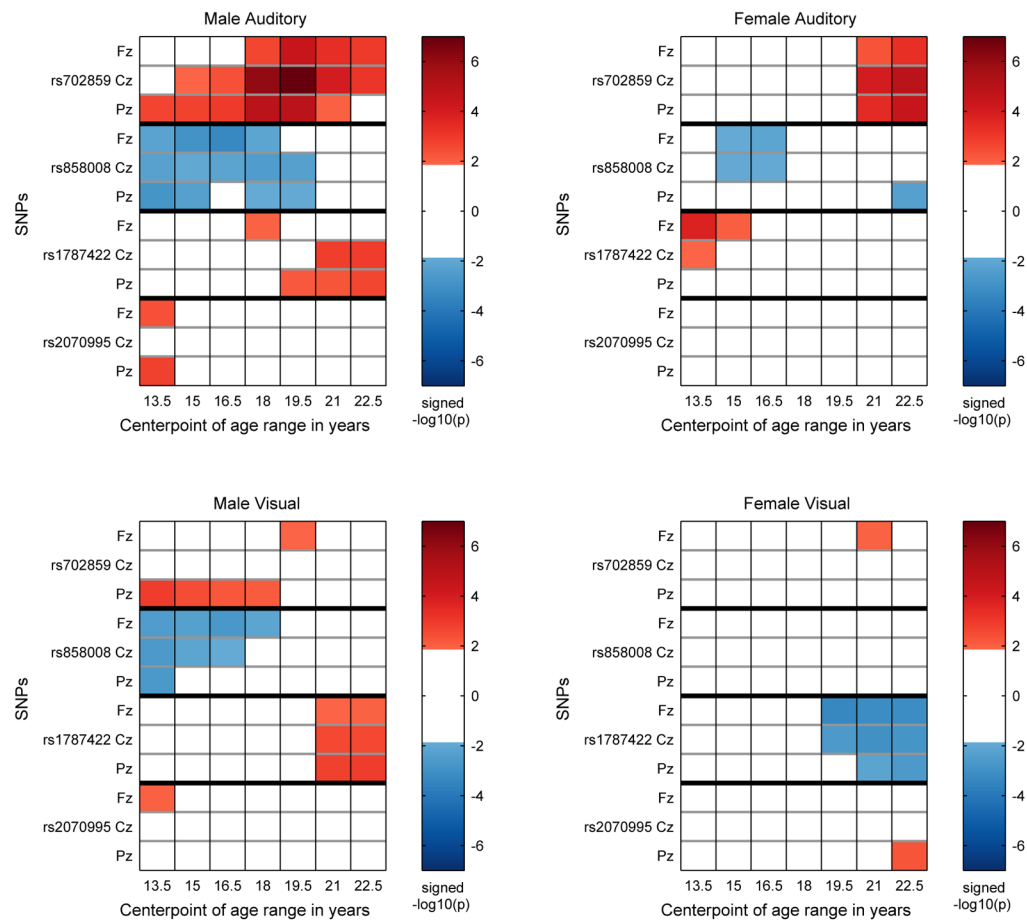 Male Auditory
Fz
rs702859 Cz
Pz
Fz
rs858008 Cz
Pz
Fz
rs1787422 Cz
Pz
Fz
rs2070995 Cz
Pz
SNPs
13.5 15 16.5 18 19.5 21 22.5
Centerpoint of age range in years
6
4
2
0
-2
-4
-6
signed
-log10(p)
Female Auditory
Fz
rs702859 Cz
Pz
Fz
rs858008 Cz
Pz
Fz
rs1787422 Cz
Pz
Fz
rs2070995 Cz
Pz
SNPs
13.5 15 16.5 18 19.5 21 22.5
Centerpoint of age range in years
6
4
2
0
-2
-4
-6
signed
-log10(p)
Male Visual
Fz
rs702859 Cz
Pz
Fz
rs858008 Cz
Pz
Fz
rs1787422 Cz
Pz
Fz
rs2070995 Cz
Pz
SNPs
13.5 15 16.5 18 19.5 21 22.5
Centerpoint of age range in years
6
4
2
0
-2
-4
-6
signed
-log10(p)
Female Visual
Fz
rs702859 Cz
Pz
Fz
rs858008 Cz
Pz
Fz
rs1787422 Cz
Pz
Fz
rs2070995 Cz
Pz
SNPs
13.5 15 16.5 18 19.5 21 22.5
Centerpoint of age range in years
6
4
2
0
-2
-4
-6
signed
-log10(p)